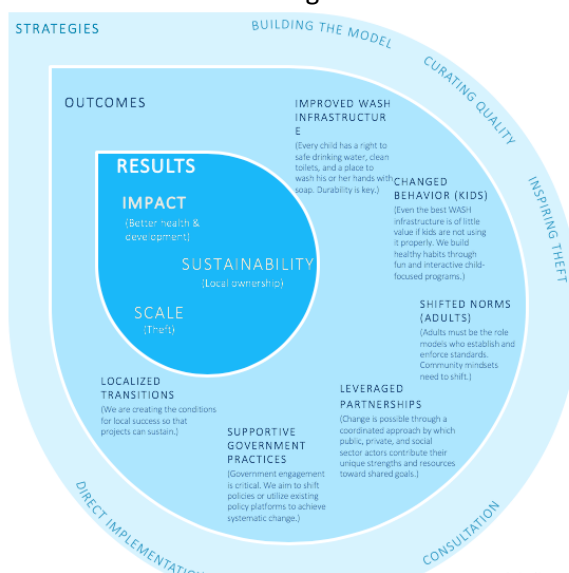 STRATEGIES
BUILDING THE MODEL
CURATING QUALITY
INSPIRING THEFT
CONSULTATION
OUTCOMES
IMPROVED WASH
INFRASTRUCTUR
E
(Every child has a right to
safe drinking water, clean
toilets, and a place to
wash his or her hands with
soap. Durability is key.)
CHANGED
BEHAVIOR (KIDS)
(Even the best WASH
infrastructure is of little
value if kids are not using
it properly. We build
healthy habits through
fun and interactive child-
focused programs.)
SHIFTED NORMS
(ADULTS)
(Adults must be the role
models who establish and
enforce standards.
Community mindsets
need to shift.)
LEVERAGED
PARTNERSHIPS
(Change is possible through a
coordinated approach by which
public, private, and social
sector actors contribute their
unique strengths and resources
toward shared goals.)
SUPPORTIVE
GOVERNMENT
PRACTICES
(Government engagement
is critical. We aim to shift
policies or utilize existing
policy platforms to achieve
systematic change.)
LOCALIZED
TRANSITIONS
(We are creating the conditions
for local success so that
projects can sustain.)
RESULTS
IMPACT
(Better health &
development)
SUSTAINABILITY
(Local ownership)
SCALE
(Theft)
DIRECT